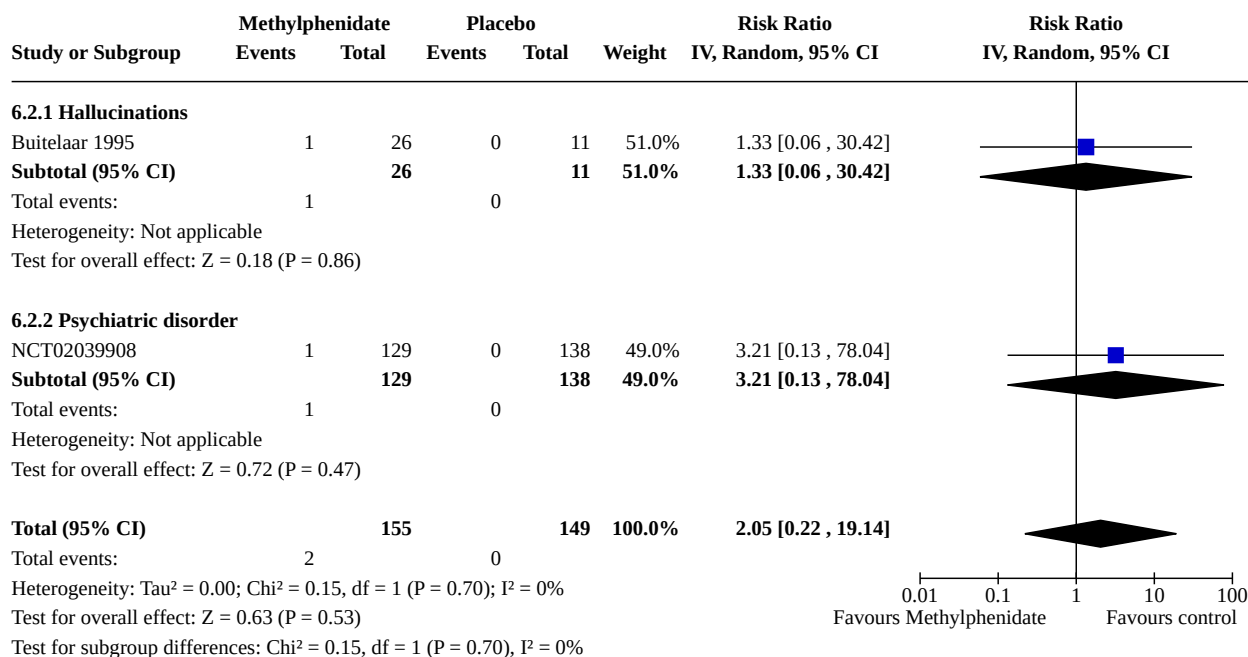 Methylphenidate Placebo Risk Ratio Risk Ratio
Study or Subgroup Events Total Events Total Weight IV, Random, 95% CI IV, Random, 95% CI
6.2.1 Hallucinations
Buitelaar 1995 1 26 0 11 51.0% 1.33 [0.06 , 30.42]
Subtotal (95% CI) 26 11 51.0% 1.33 [0.06 , 30.42]
Total events: 1 0
Heterogeneity: Not applicable
Test for overall effect: Z = 0.18 (P = 0.86)
6.2.2 Psychiatric disorder
NCT02039908 1 129 0 138 49.0% 3.21 [0.13 , 78.04]
Subtotal (95% CI) 129 138 49.0% 3.21 [0.13 , 78.04]
Total events: 1 0
Heterogeneity: Not applicable
Test for overall effect: Z = 0.72 (P = 0.47)
Total (95% CI) 155 149 100.0% 2.05 [0.22 , 19.14]
Total events: 2 0
Heterogeneity: Tau² = 0.00; Chi² = 0.15, df = 1 (P = 0.70); I² = 0%
0.01 0.1 1 10 100
Test for overall effect: Z = 0.63 (P = 0.53) Favours Methylphenidate Favours control
Test for subgroup differences: Chi² = 0.15, df = 1 (P = 0.70), I² = 0%